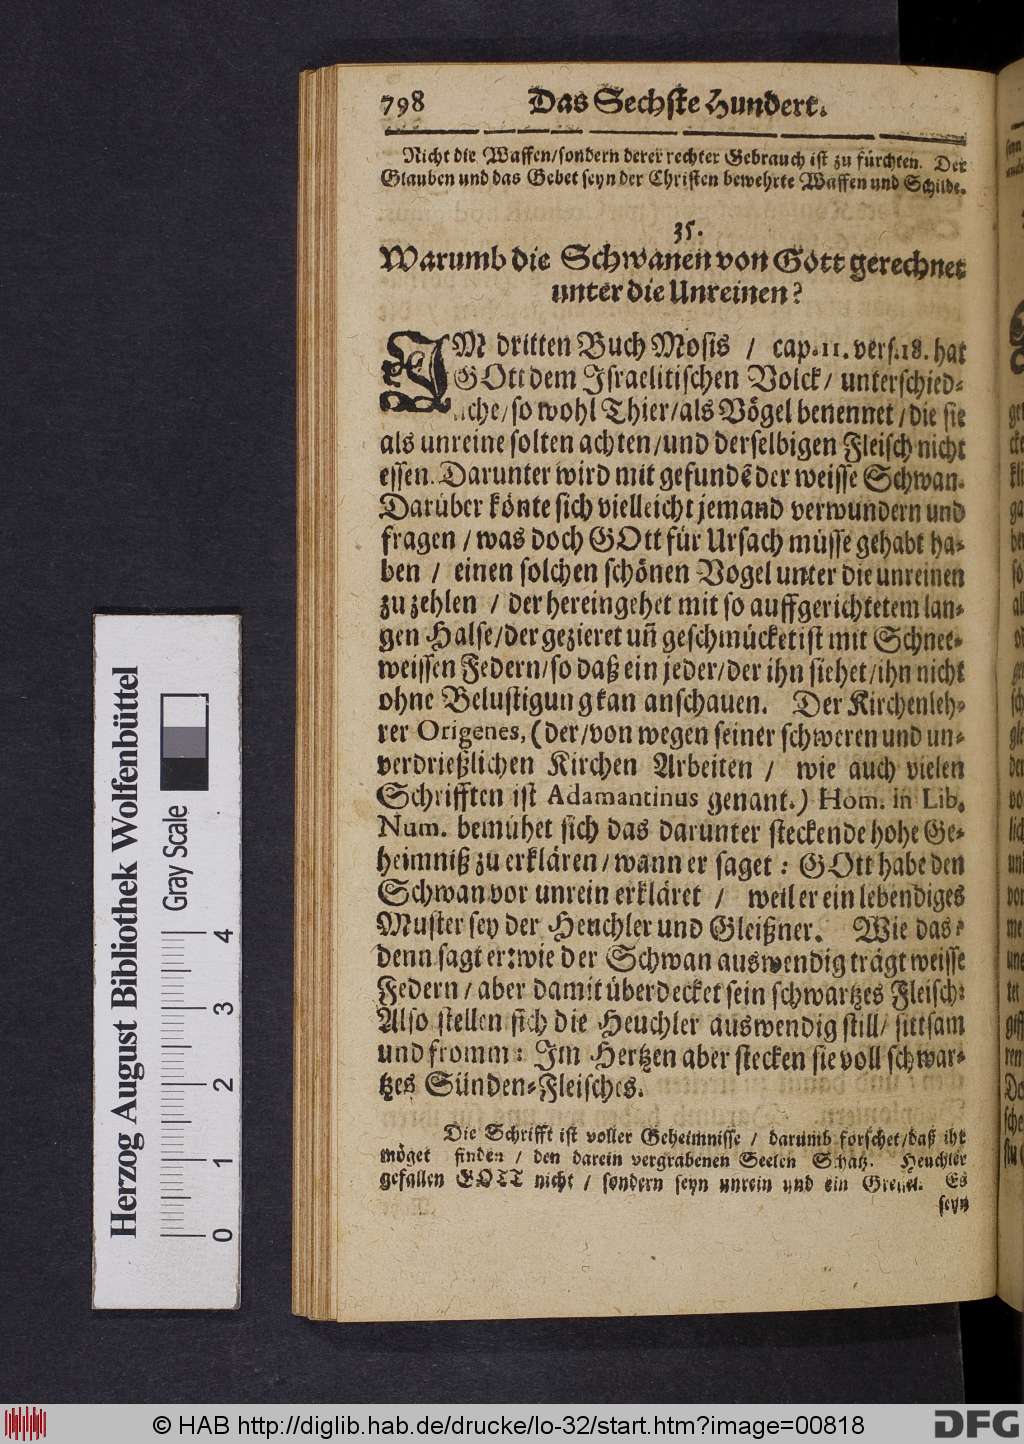 798 Das Sechste Hundert.
Nicht die Waffen/sondern derer rechter Gebrauch ist zu fürchten. Der
Glauben und das Gebet seyn der Christen bewehrte Waffen und Schilde.
35.
Warumb die Schwanen von Gott gerechnet
unter die Unreinen?
IM dritten Buch Mosis / cap. 11. vers. 18. hat
GOtt dem Israelitischen Volck/ unterschied-
liche/so wohl Thier/als Vögel benennet/die sie
als unreine solten achten/und derselbigen Fleisch nicht
essen. Darunter wird mit gefundē der weisse Schwan.
Darüber könte sich vielleicht jemand verwundern und
fragen/was doch GOtt für Ursach müsse gehabt ha-
ben / einen solchen schönen Vogel unter die unreinen
zu zehlen / der hereingehet mit so auffgerichtetem lan-
gen Halse/der gezieret uñ geschmücket ist mit Schnee-
weissen Federn/so daß ein jeder/der ihn siehet/ihn nicht
ohne Belustigung kan anschauen. Der Kirchenleh-
rer Origenes, (der/von wegen seiner schweren und un-
verdrießlichen Kirchen Arbeiten / wie auch vielen
Schrifften ist Adamantinus genant.) Hom. in Lib.
Num. bemühet sich das darunter steckende hohe Ge-
heimniß zu erklären/wann er saget: GOtt habe den
Schwan vor unrein erkläret / weil er ein lebendiges
Muster sey der Heuchler und Gleißner. Wie das?
denn sagt er: wie der Schwan auswendig trägt weisse
Federn/aber damit überdecket sein schwartzes Fleisch:
Also stellen sich die Heuchler auswendig still/ sittsam
und fromm: Im Hertzen aber stecken sie voll schwar-
tzes Sünden-Fleisches.
Die Schrifft ist voller Geheimnisse / darumb forschet/daß ihr
möget finden / den darein vergrabenen Seelen Schatz. Heuchler
gefallen GOTT nicht / sondern seyn unrein und ein Greuel. Es
seyn
Herzog August Bibliothek Wolfenbüttel
Gray Scale
0 1 2 3 4
© HAB http://diglib.hab.de/drucke/lo-32/start.htm?image=00818
DFG